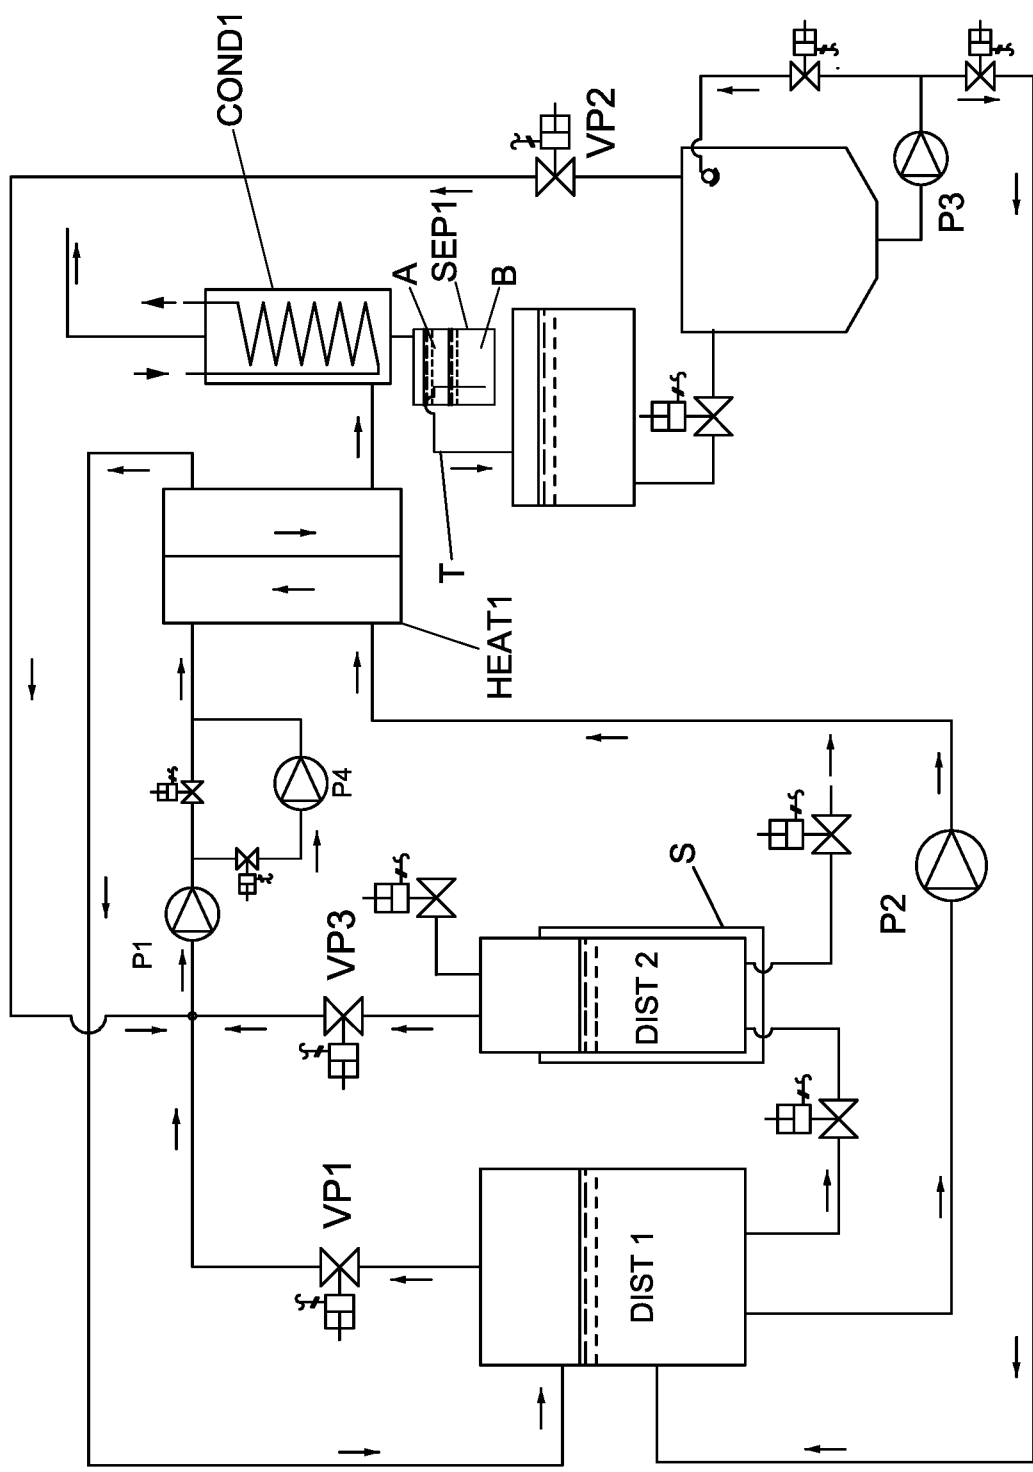 COND1
VP2
A
SEP1
B
P3
T
HEAT1
P4
P1
VP3
S
P2
DIST 2
VP1
DIST 1